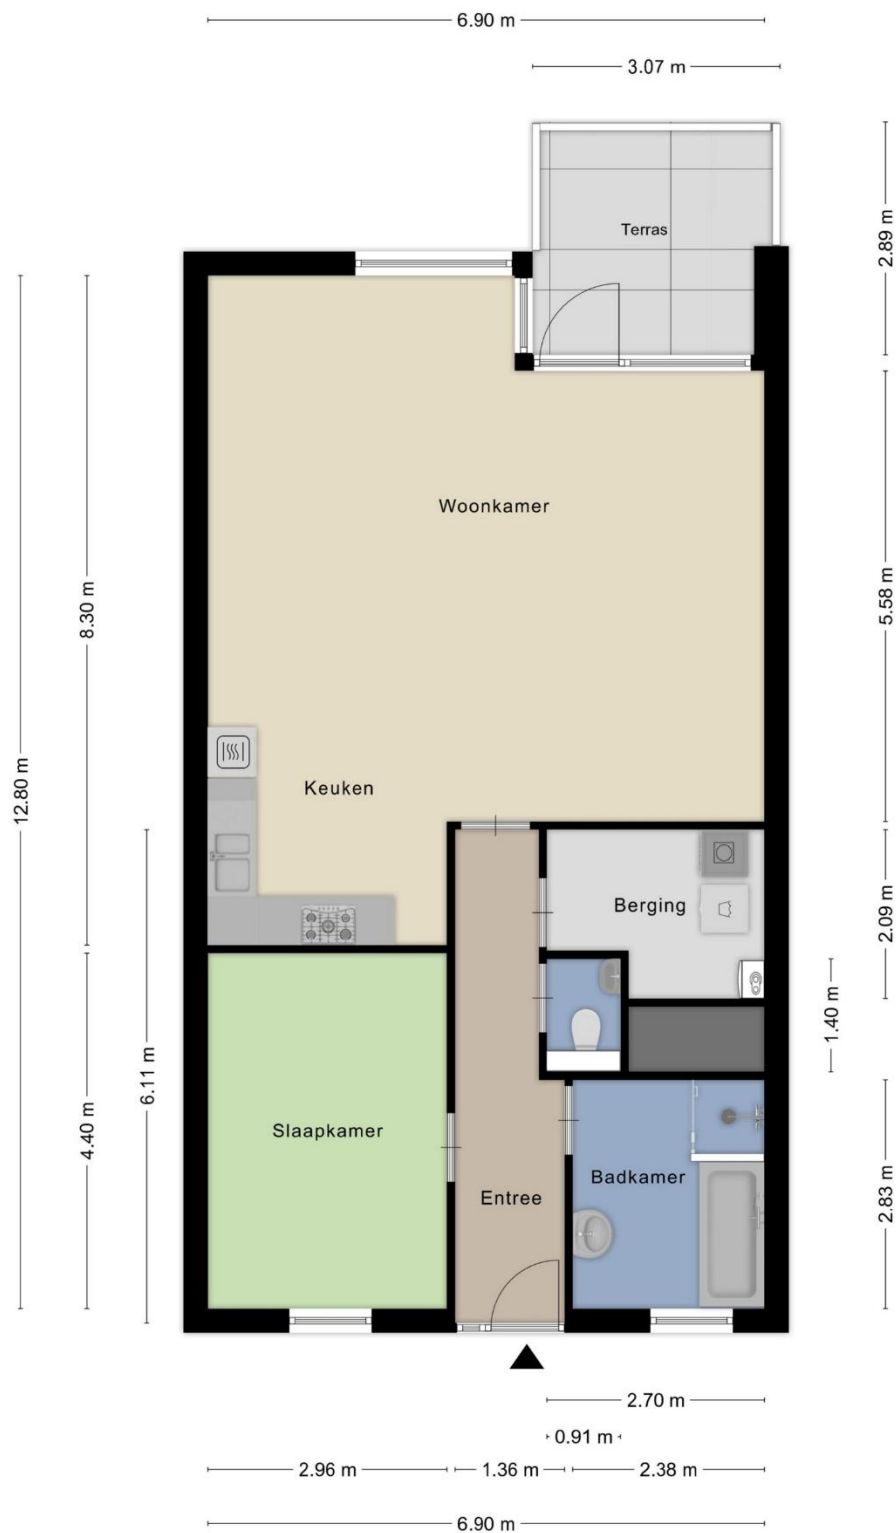 6.90 m
3.07 m
2.89 m
Terras
Woonkamer
5.58 m
8.30 m
12.80 m
Keuken
Berging
2.09 m
1.40 m
6.11 m
4.40 m
Slaapkamer
Badkamer
Entree
2.83 m
2.70 m
0.91 m
2.96 m
1.36 m
2.38 m
6.90 m